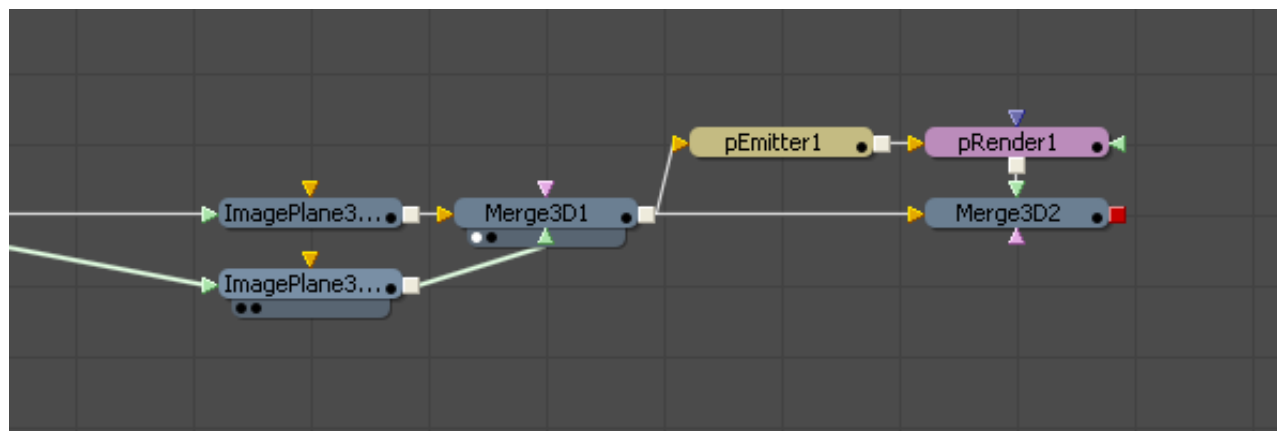 pEmitter1
pRender1
ImagePlane3...
Merge3D1
Merge3D2
ImagePlane3...